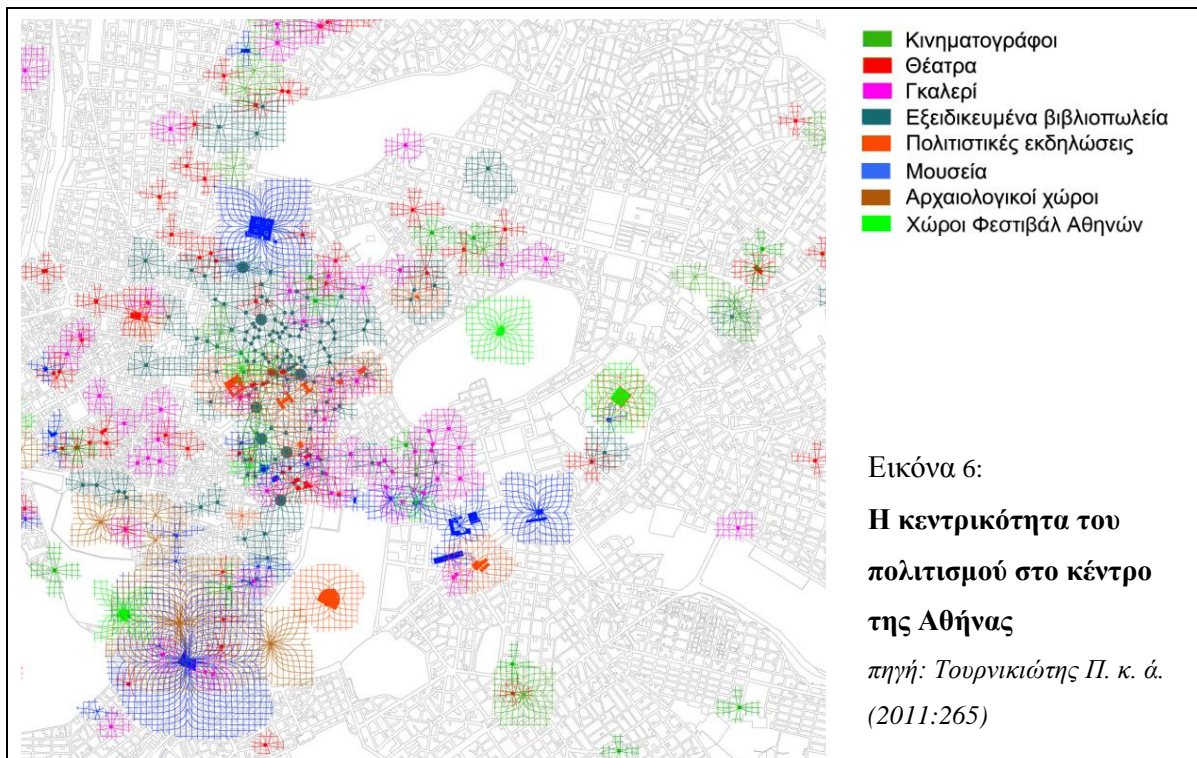 Κινηματογράφοι
Θέατρα
Γκαλερί
Εξειδικευμένα βιβλιοπωλεία
Πολιτιστικές εκδηλώσεις
Μουσεία
Αρχαιολογικοί χώροι
Χώροι Φεστιβάλ Αθηνών
Εικόνα 6:
Η κεντρικότητα του
πολιτισμού στο κέντρο
της Αθήνας
πηγή: Τουρνικιώτης Π. κ. ά.
(2011:265)